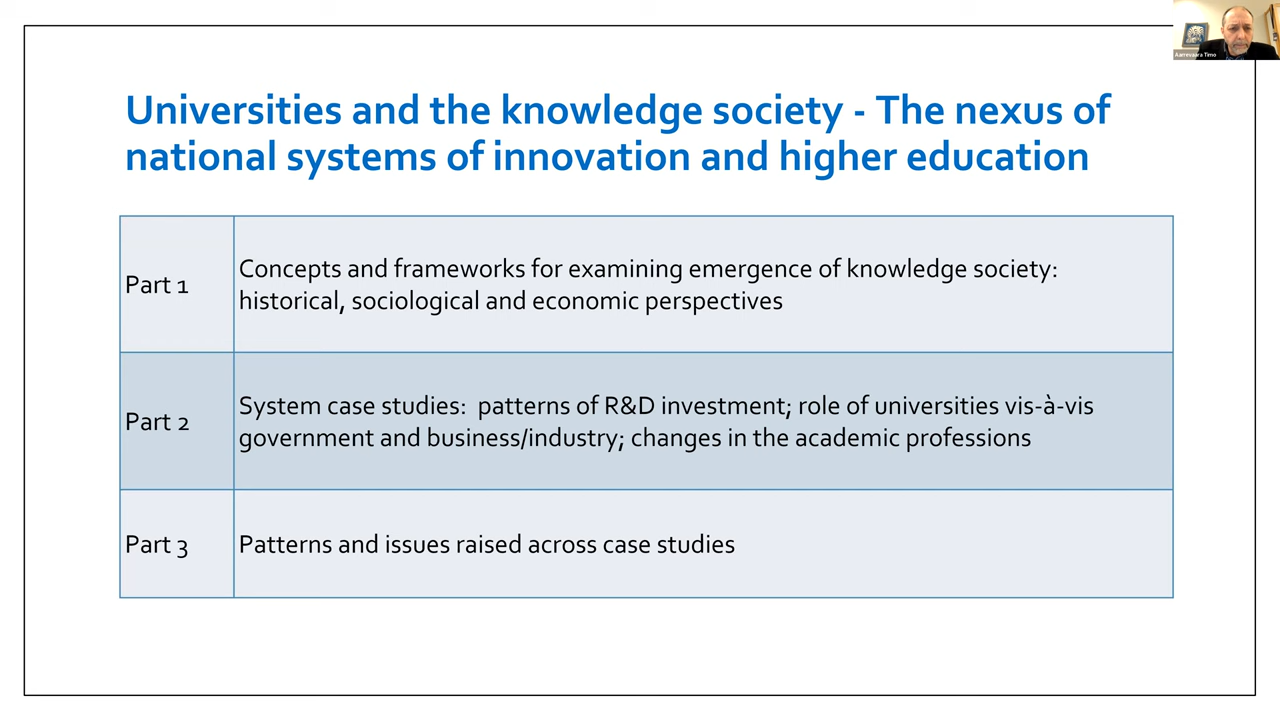 Aarrevaara Timo
Universities and the knowledge society - The nexus of
national systems of innovation and higher education
Part 1
Concepts and frameworks for examining emergence of knowledge society:
historical, sociological and economic perspectives
Part 2
System case studies:  patterns of R&D investment; role of universities vis-à-vis
government and business/industry; changes in the academic professions
Part 3
Patterns and issues raised across case studies